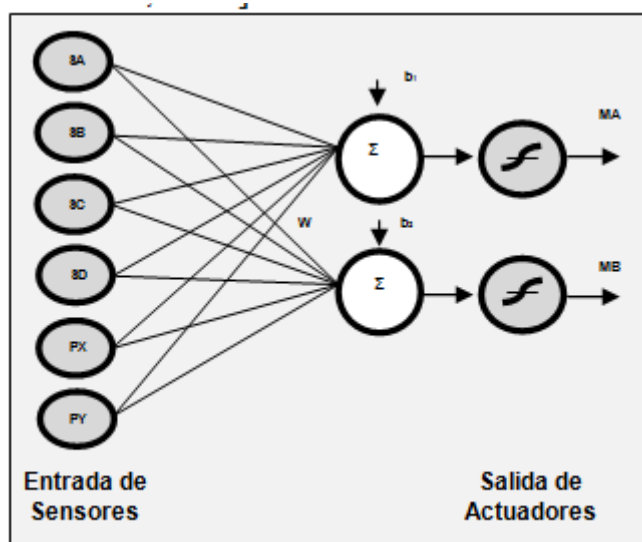 SA
SB
SC
SD
PX
PY
W
b₁
Σ
MA
b₂
Σ
MB
Entrada de
Sensores
Salida de
Actuadores